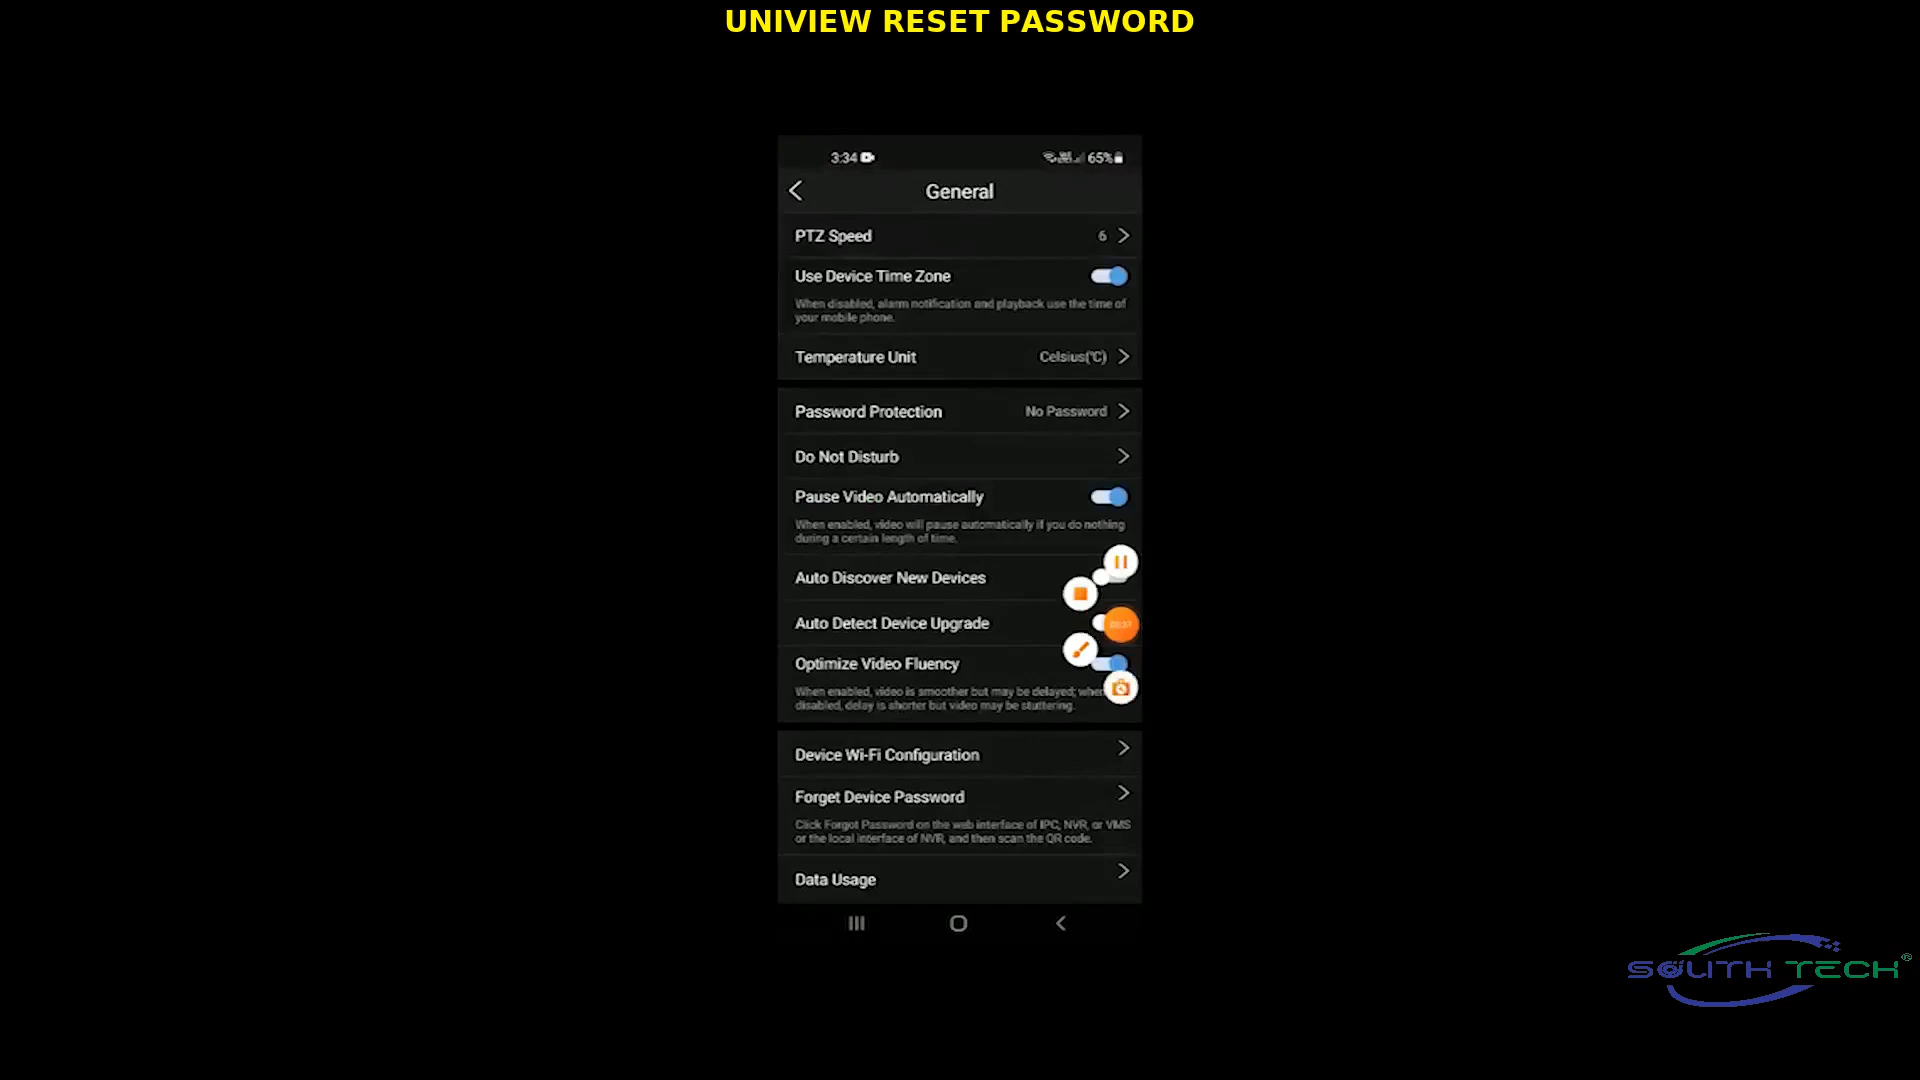 UNIVIEW RESET PASSWORD
3:34
65%
General
PTZ Speed 6
Use Device Time Zone
When disabled, alarm notification and playback use the time of
your mobile phone.
Temperature Unit Celsius(°C)
Password Protection No Password
Do Not Disturb
Pause Video Automatically
When enabled, video will pause automatically if you do nothing
during a certain length of time.
Auto Discover New Devices
Auto Detect Device Upgrade
Optimize Video Fluency
When enabled, video is smoother but may be delayed; when
disabled, delay is shorter but video may be stuttering.
Device Wi-Fi Configuration
Forget Device Password
Click Forgot Password on the web interface of IPC, NVR, or VMS
or the local interface of NVR, and then scan the QR code.
Data Usage
SOUTH TECH®